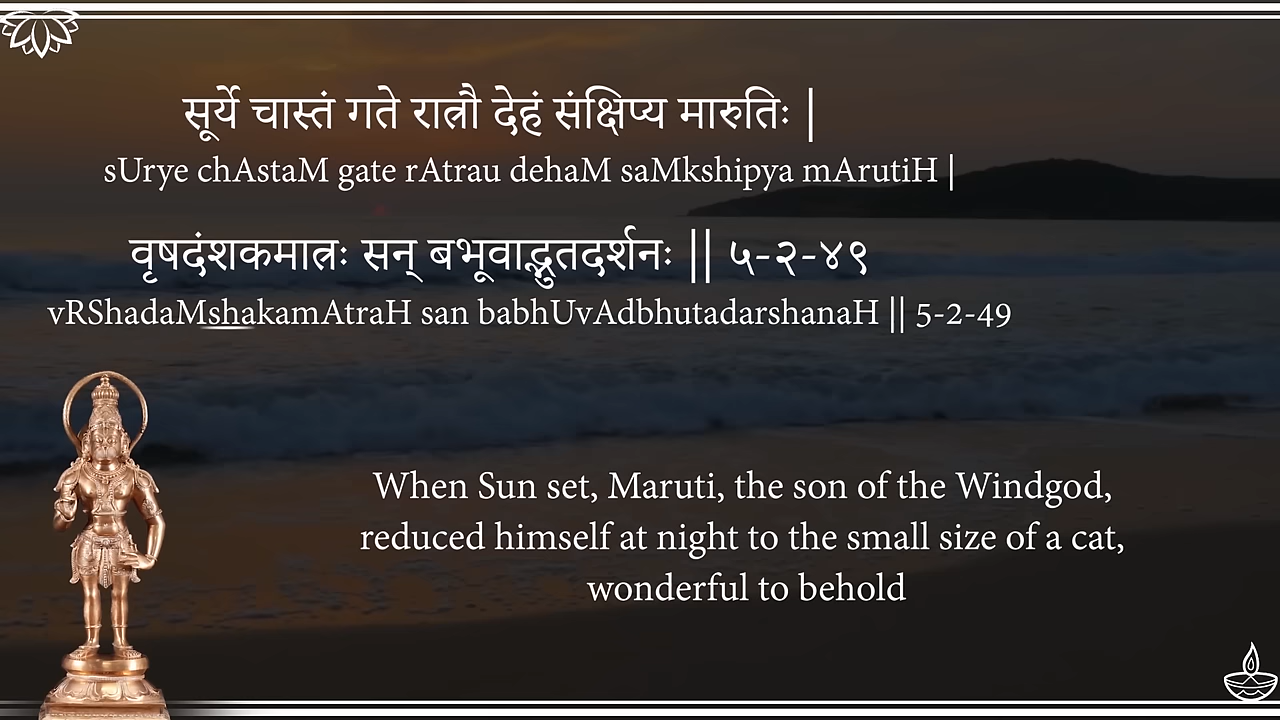 सूर्ये चास्तं गते रात्रौ देहं संक्षिप्य मारुतिः |
sUrye chAstaM gate rAtrau dehaM saMkshipya mArutiH |
वृषदंशकमात्रः सन् बभूवाद्भुतदर्शनः || ५-२-४९
vRShadaMshakamAtraH san babhUvAdbhutadarshanaH || 5-2-49
When Sun set, Maruti, the son of the Windgod,
reduced himself at night to the small size of a cat,
wonderful to behold